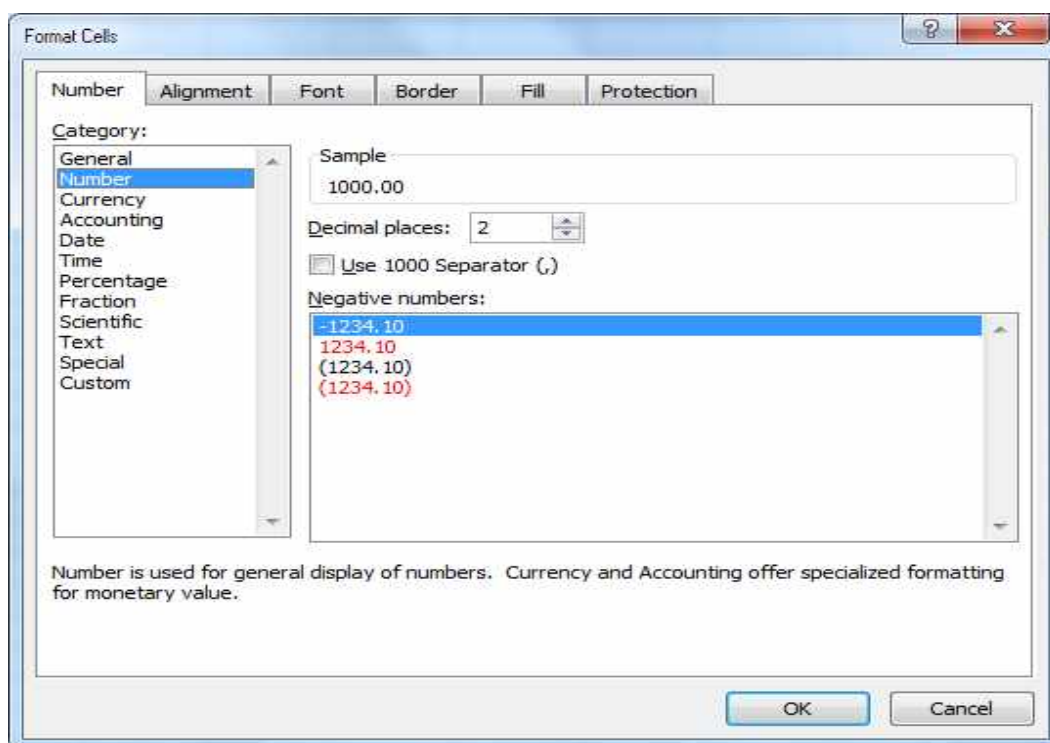 Format Cells
Number Alignment Font Border Fill Protection
Category:
General
Number
Currency
Accounting
Date
Time
Percentage
Fraction
Scientific
Text
Special
Custom
Sample
1000.00
Decimal places: 2
Use 1000 Separator (,)
Negative numbers:
-1234.10
1234.10
(1234.10)
(1234.10)
Number is used for general display of numbers.  Currency and Accounting offer specialized formatting
for monetary value.
OK Cancel